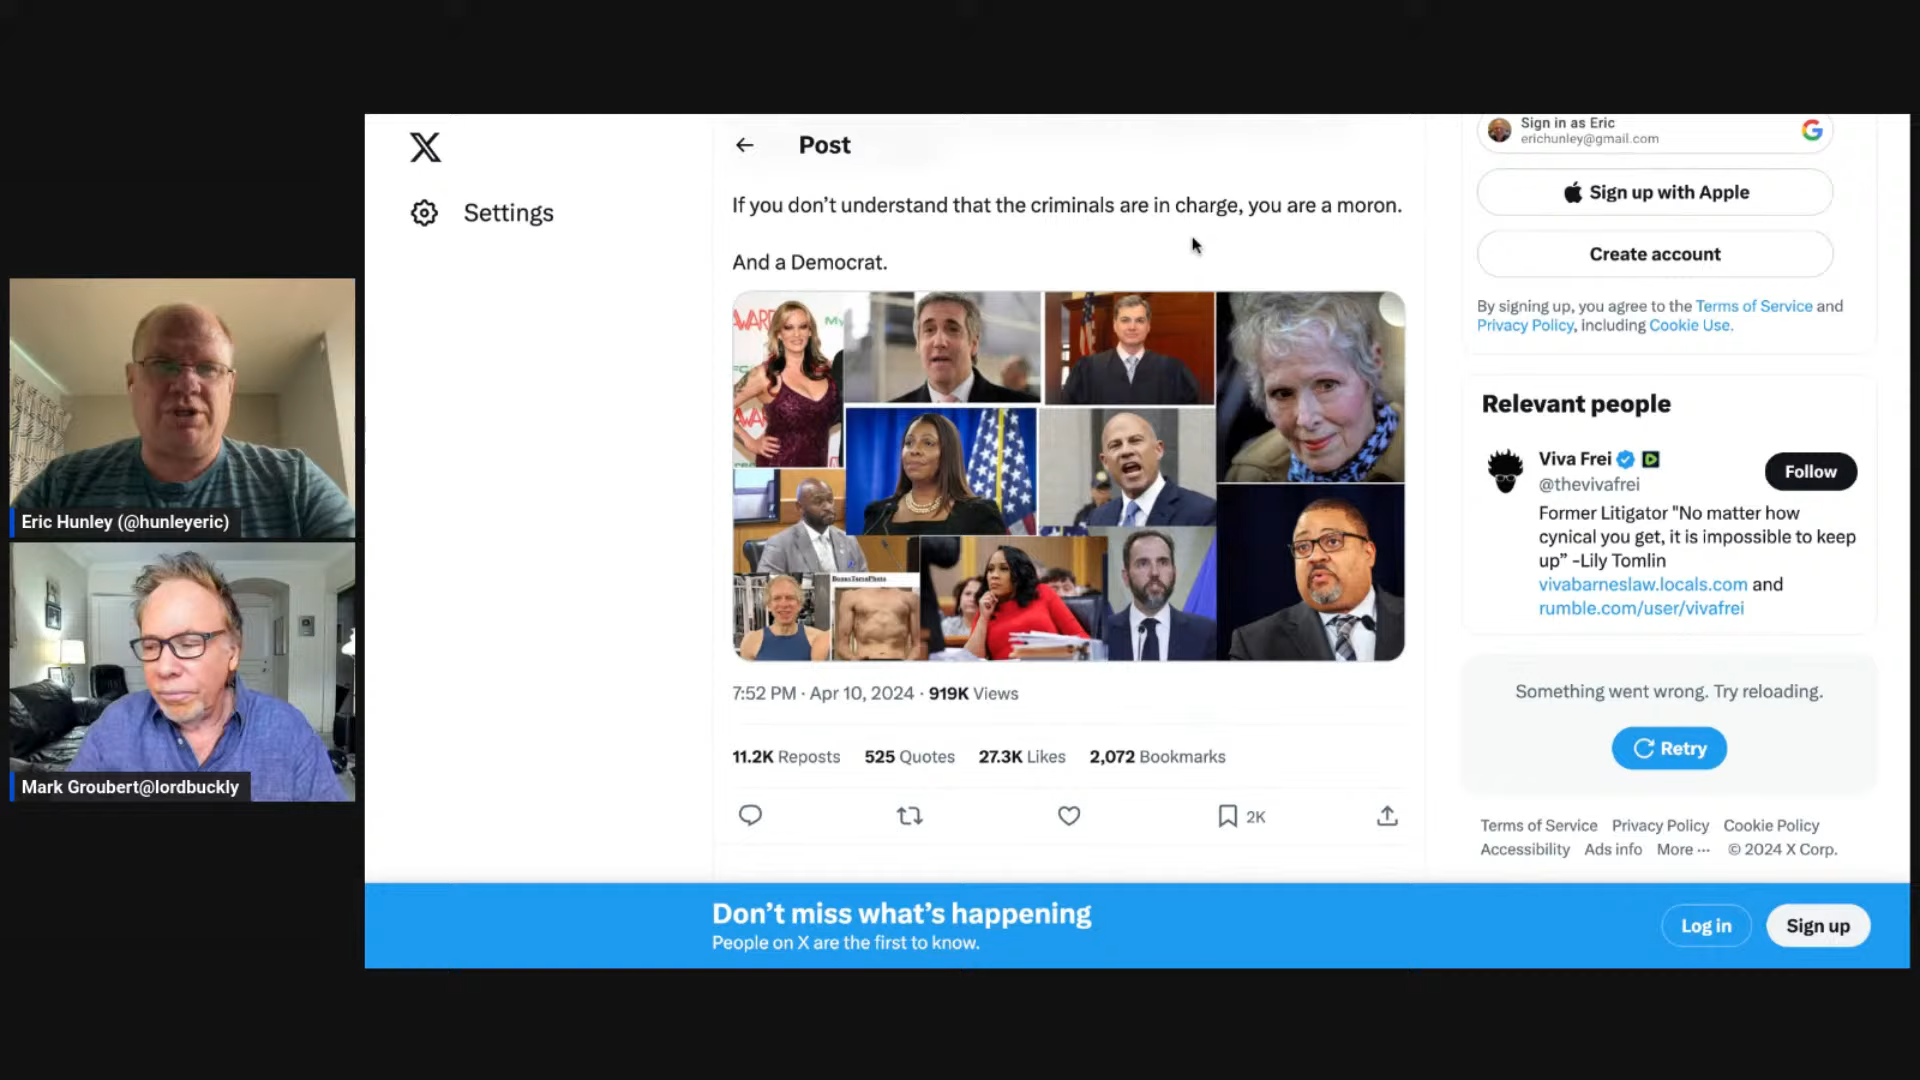 Post
Settings
If you don’t understand that the criminals are in charge, you are a moron.
And a Democrat.
AWARD
My
BonusTorsoPhoto
7:52 PM · Apr 10, 2024 · 919K Views
11.2K Reposts 525 Quotes 27.3K Likes 2,072 Bookmarks
2K
Sign in as Eric
erichunley@gmail.com
Sign up with Apple
Create account
By signing up, you agree to the Terms of Service and
Privacy Policy, including Cookie Use.
Relevant people
Viva Frei
@thevivafrei
Follow
Former Litigator "No matter how
cynical you get, it is impossible to keep
up” -Lily Tomlin
vivabarneslaw.locals.com and
rumble.com/user/vivafrei
Something went wrong. Try reloading.
Retry
Terms of Service Privacy Policy Cookie Policy
Accessibility Ads info More ··· © 2024 X Corp.
Don’t miss what’s happening
People on X are the first to know.
Log in
Sign up
Eric Hunley (@hunleyeric)
Mark Groubert@lordbuckly